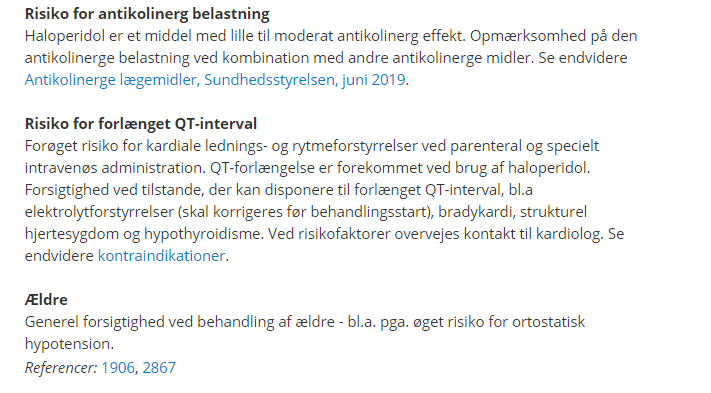 Risiko for antikolinerg belastning
Haloperidol er et middel med lille til moderat antikolinerg effekt. Opmærksomhed på den
antikolinerge belastning ved kombination med andre antikolinerge midler. Se endvidere
Antikolinerge lægemidler, Sundhedsstyrelsen, juni 2019.
Risiko for forlænget QT-interval
Forøget risiko for kardiale lednings- og rytmeforstyrrelser ved parenteral og specielt
intravenøs administration. QT-forlængelse er forekommet ved brug af haloperidol.
Forsigtighed ved tilstande, der kan disponere til forlænget QT-interval, bl.a
elektrolytforstyrrelser (skal korrigeres før behandlingsstart), bradykardi, strukturel
hjertesygdom og hypothyroidisme. Ved risikofaktorer overvejes kontakt til kardiolog. Se
endvidere kontraindikationer.
Ældre
Generel forsigtighed ved behandling af ældre - bl.a. pga. øget risiko for ortostatisk
hypotension.
Referencer: 1906, 2867